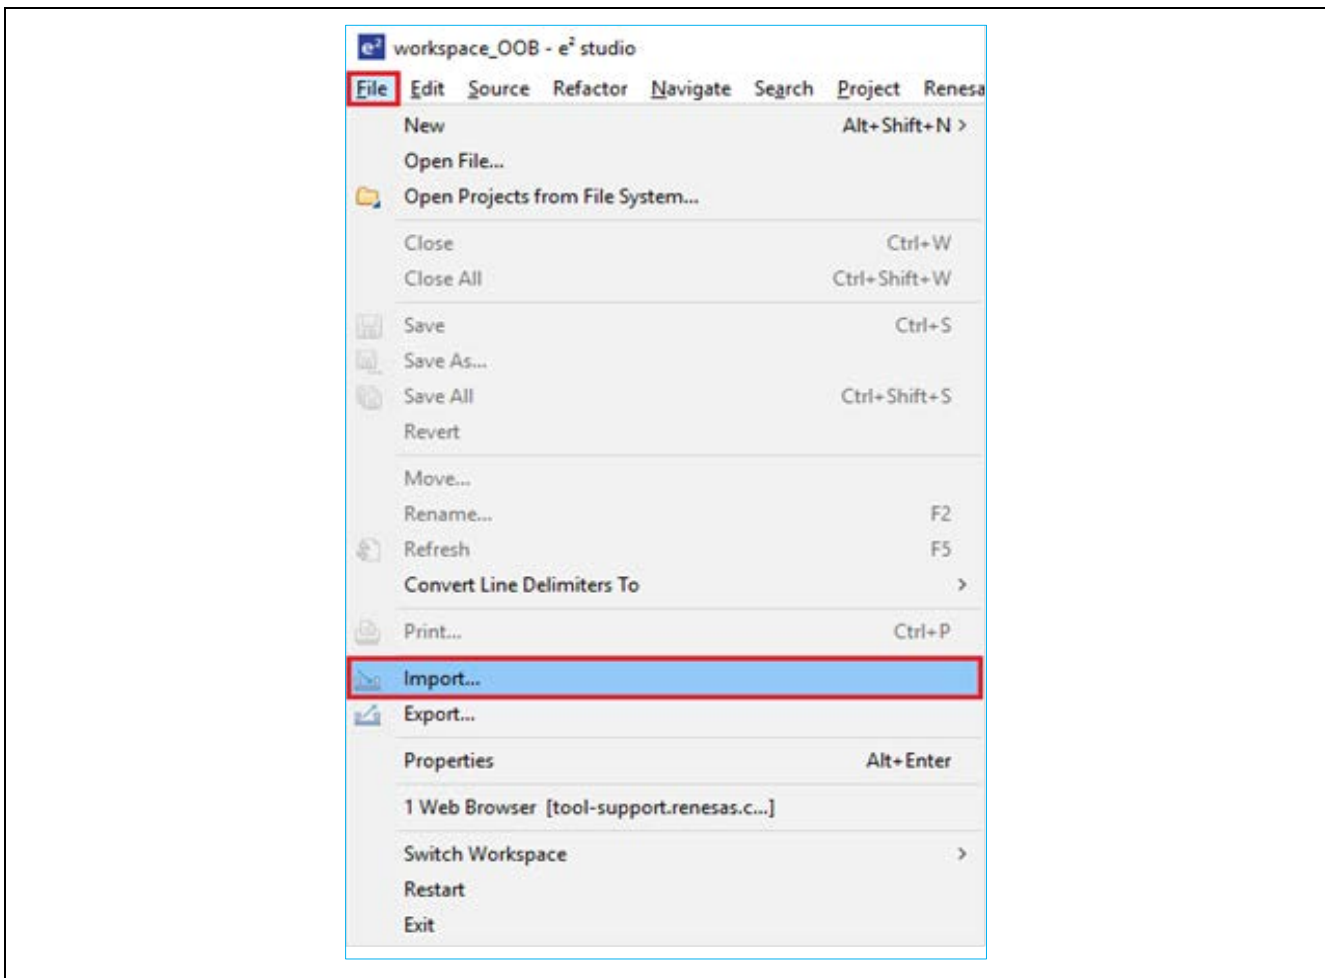 e² workspace_OOB - e² studio
File Edit Source Refactor Navigate Search Project Renesa
New Alt+Shift+N >
Open File...
Open Projects from File System...
Close Ctrl+W
Close All Ctrl+Shift+W
Save Ctrl+S
Save As...
Save All Ctrl+Shift+S
Revert
Move...
Rename... F2
Refresh F5
Convert Line Delimiters To >
Print... Ctrl+P
Import...
Export...
Properties Alt+Enter
1 Web Browser [tool-support.renesas.c...]
Switch Workspace >
Restart
Exit